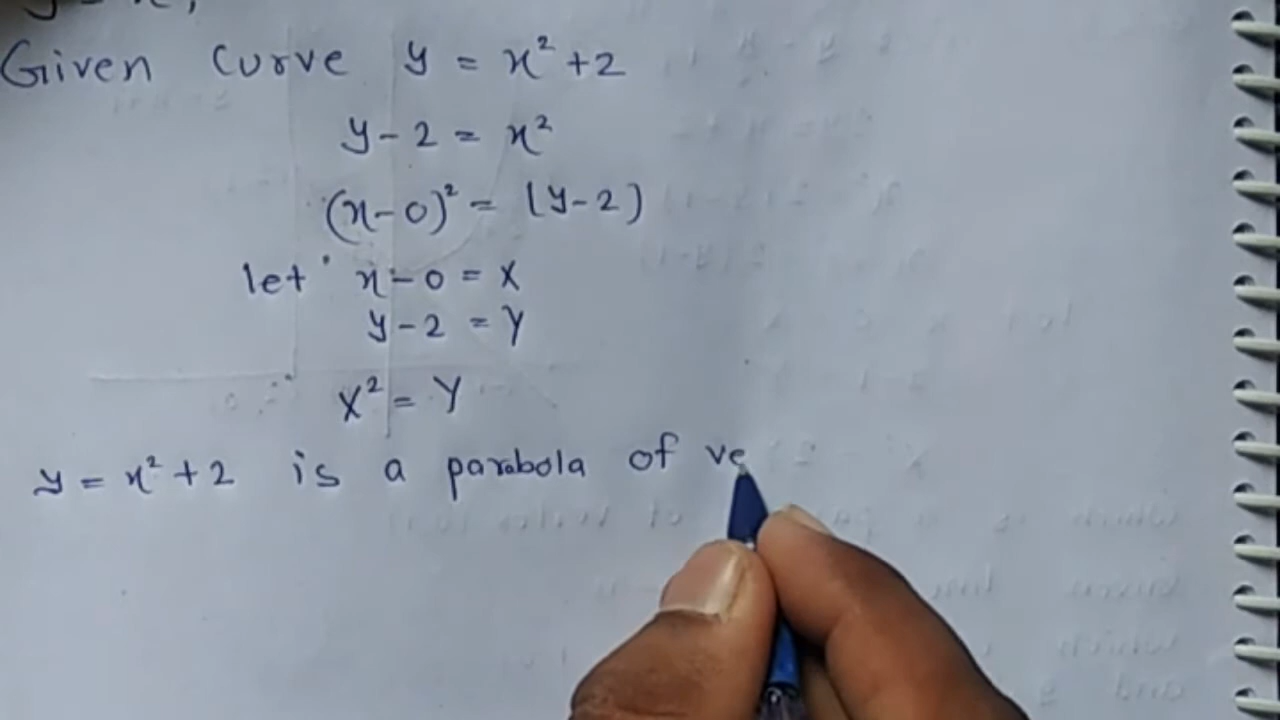 Given Curve y = x² + 2
y - 2 = x²
(x-0)² = (y-2)
let x-0 = X
y-2 = Y
X² = Y
y = x² + 2 is a parabola of ve